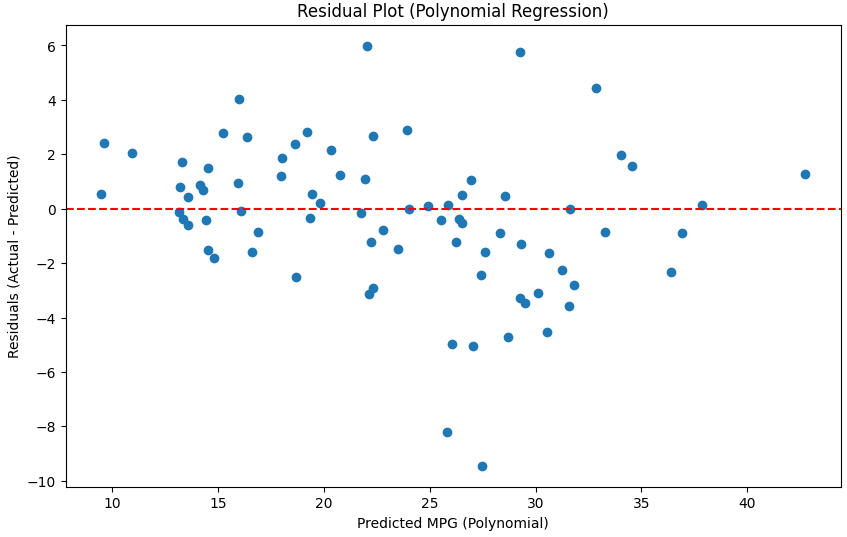 Residual Plot (Polynomial Regression)
Residuals (Actual - Predicted)
6
4
2
0
−2
−4
−6
−8
−10
10 15 20 25 30 35 40
Predicted MPG (Polynomial)